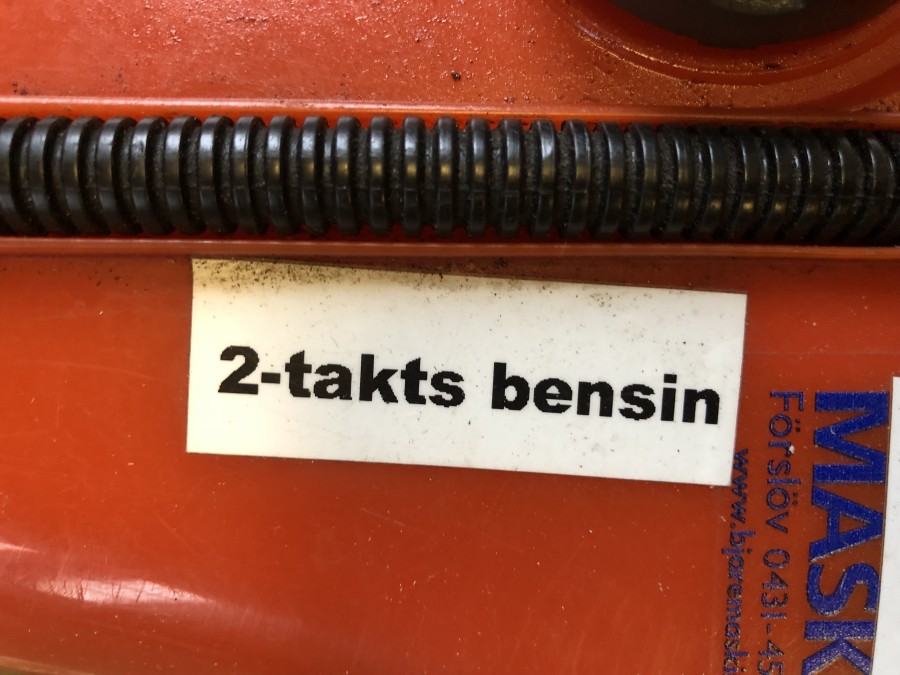 2-takts bensin
MASK
Förslöv 0431-45
www.bjaremaski